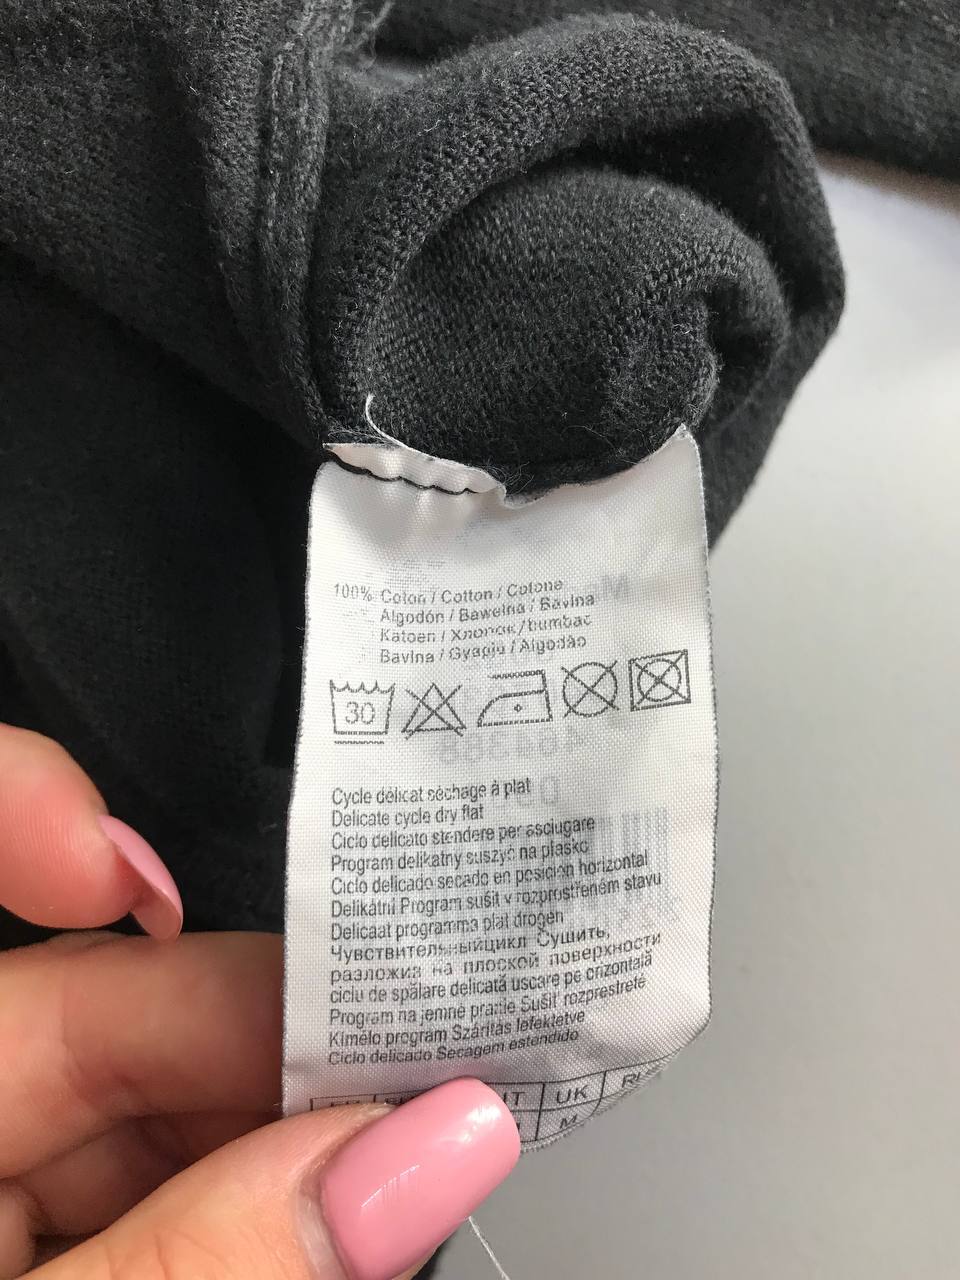 100% Coton / Cotton / Cotone
Algodón / Bawełna / Bavlna
Katoen / Хлопок / bumbac
Bavlna / Gyapjú / Algodão
30
Cycle délicat séchage à plat
Delicate cycle dry flat
Ciclo delicato stendere per asciugare
Program delikatny suszyć na płasko
Ciclo delicado secado en posición horizontal
Delikátní Program sušit v rozprostřeném stavu
Delicaat programma plat drogen
Чувствительныйцикл Сушить,
разложив на плоской поверхности
ciclu de spălare delicată uscare pe orizontală
Program na jemné pranie Sušiť rozprestreté
Kímélo program Száritás lefektetve
Ciclo delicado Secagem estendido
IT UK
M